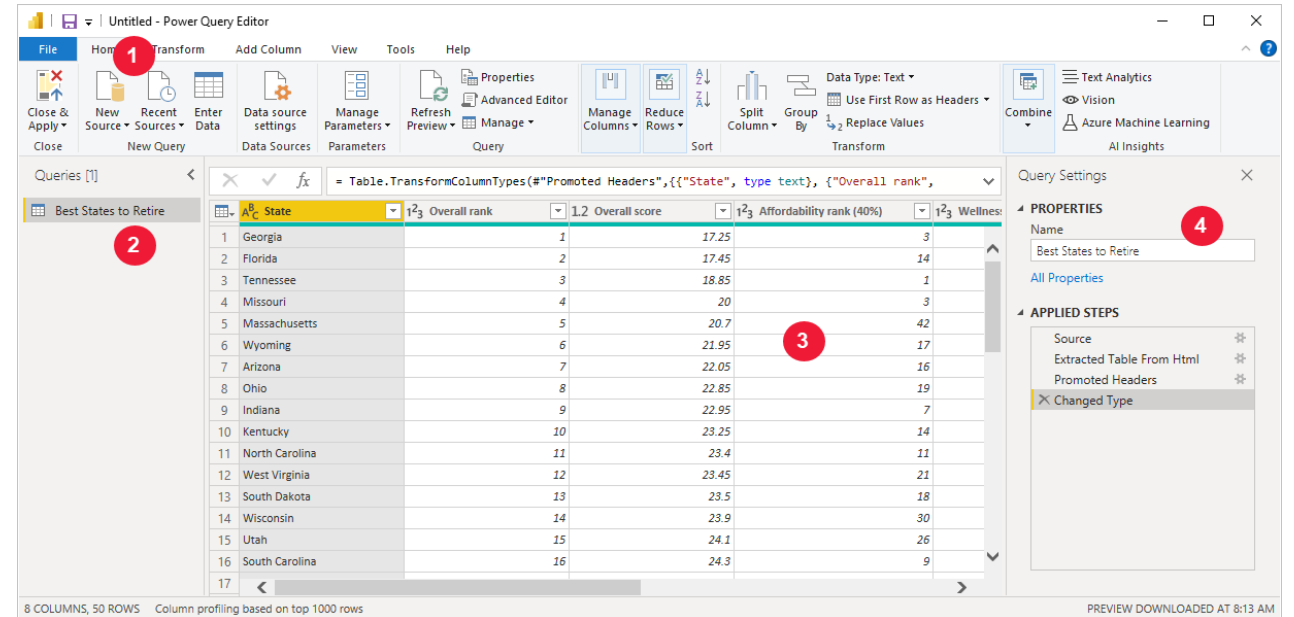 Untitled - Power Query Editor
File Home Transform Add Column View Tools Help
1
Close & Apply
New Source
Recent Sources
Enter Data
Data source settings
Manage Parameters
Refresh Preview
Properties
Advanced Editor
Manage
Manage Columns
Reduce Rows
Split Column
Group By
Data Type: Text
Use First Row as Headers
Replace Values
Combine
Text Analytics
Vision
Azure Machine Learning
Close New Query Data Sources Parameters Query Sort Transform AI Insights
Queries [1]
Best States to Retire
2
fx = Table.TransformColumnTypes(#"Promoted Headers",{{"State", type text}, {"Overall rank",
ABC State 123 Overall rank 1.2 Overall score 123 Affordability rank (40%) 123 Wellness
1 Georgia 1 17.25 3
2 Florida 2 17.45 14
3 Tennessee 3 18.85 1
4 Missouri 4 20 3
5 Massachusetts 5 20.7 42
6 Wyoming 6 21.95 17
3
7 Arizona 7 22.05 16
8 Ohio 8 22.85 19
9 Indiana 9 22.95 7
10 Kentucky 10 23.25 14
11 North Carolina 11 23.4 11
12 West Virginia 12 23.45 21
13 South Dakota 13 23.5 18
14 Wisconsin 14 23.9 30
15 Utah 15 24.1 26
16 South Carolina 16 24.3 9
17
Query Settings
PROPERTIES
Name
4
Best States to Retire
All Properties
APPLIED STEPS
Source
Extracted Table From Html
Promoted Headers
Changed Type
8 COLUMNS, 50 ROWS Column profiling based on top 1000 rows PREVIEW DOWNLOADED AT 8:13 AM